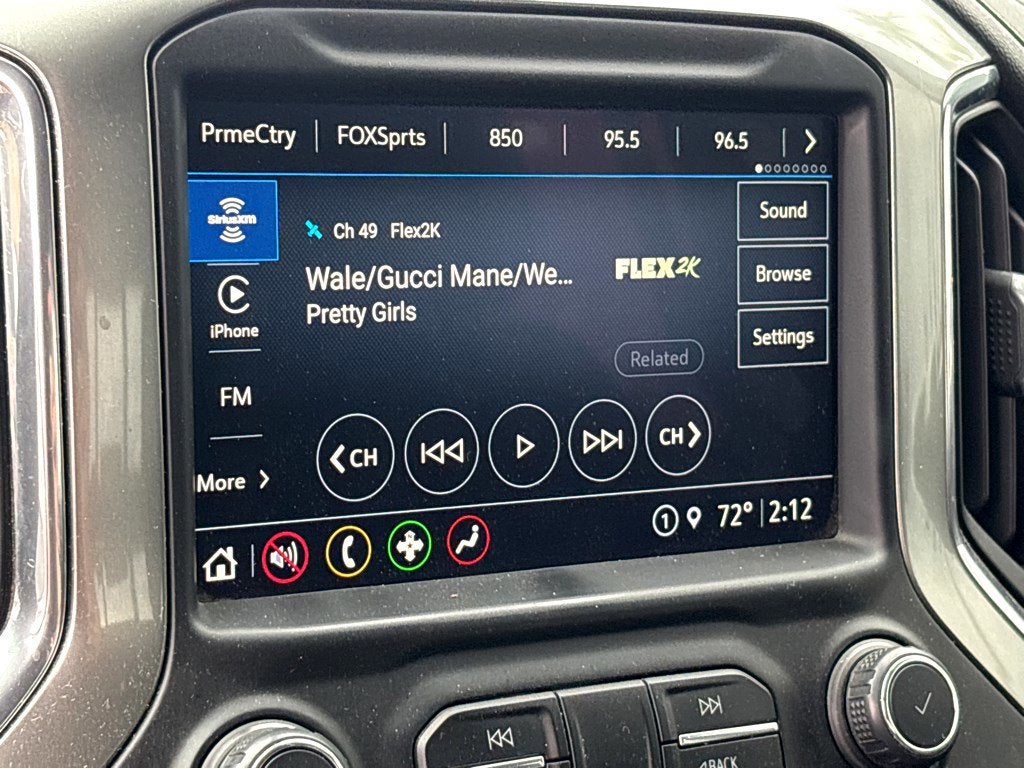 PrmeCtry FOXSprts 850 95.5 96.5
SiriusXM
Ch 49 Flex2K
Wale/Gucci Mane/We...
Pretty Girls
FLEX2K
Related
Sound
Browse
Settings
iPhone
FM
More
CH
CH
1 72° 2:12
BACK